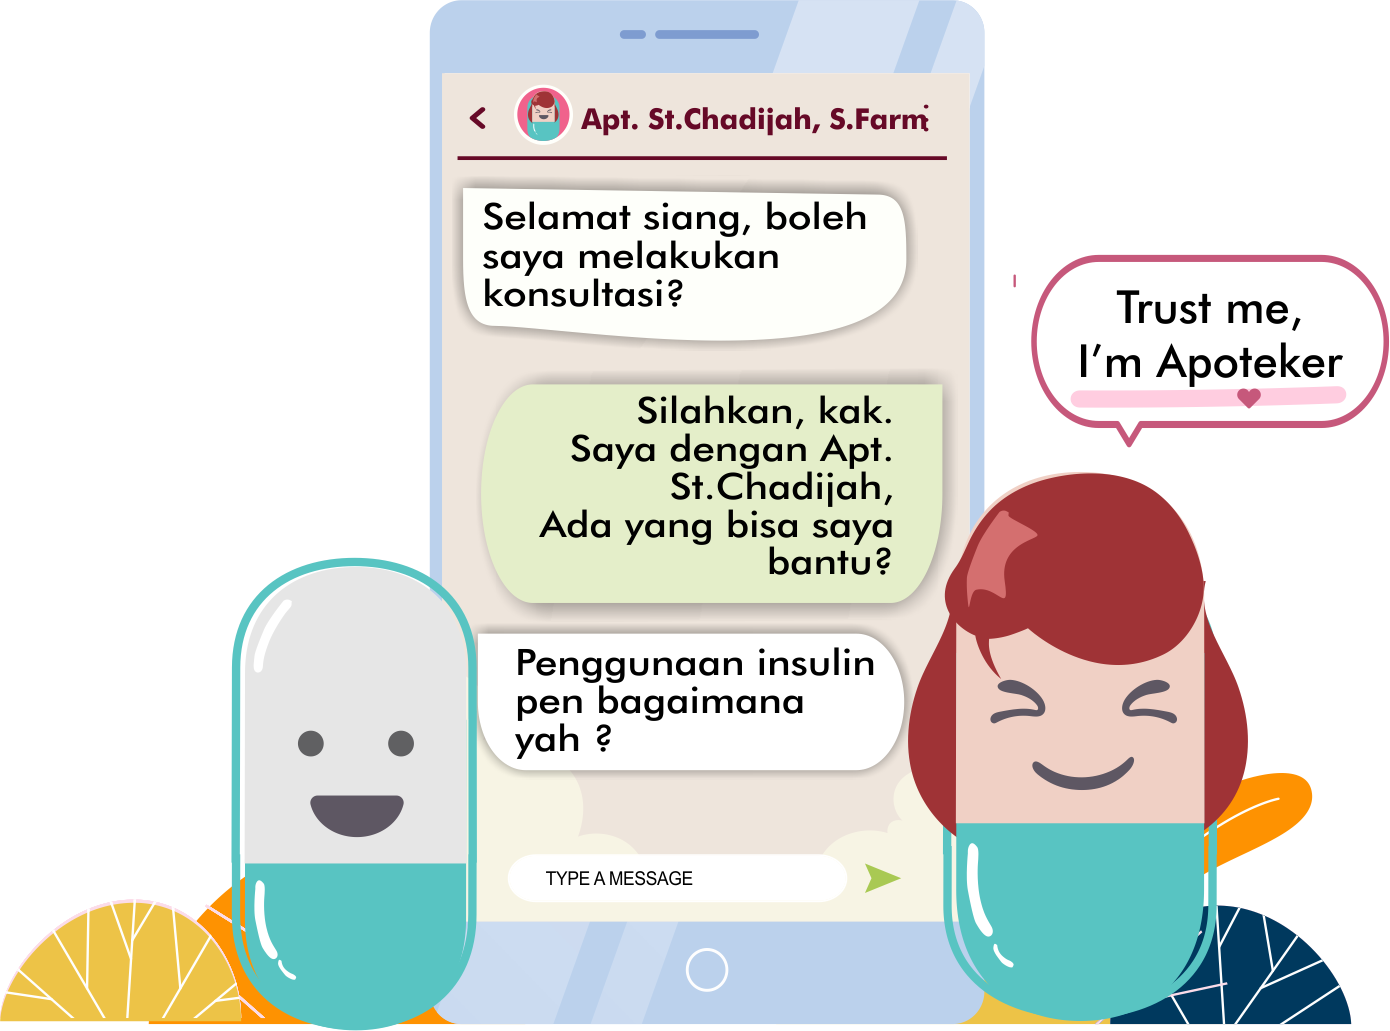 Apt. St.Chadijah, S.Farm
Selamat siang, boleh
saya melakukan
konsultasi?
Silahkan, kak.
Saya dengan Apt.
St.Chadijah,
Ada yang bisa saya
bantu?
Penggunaan insulin
pen bagaimana
yah ?
TYPE A MESSAGE
Trust me,
I'm Apoteker